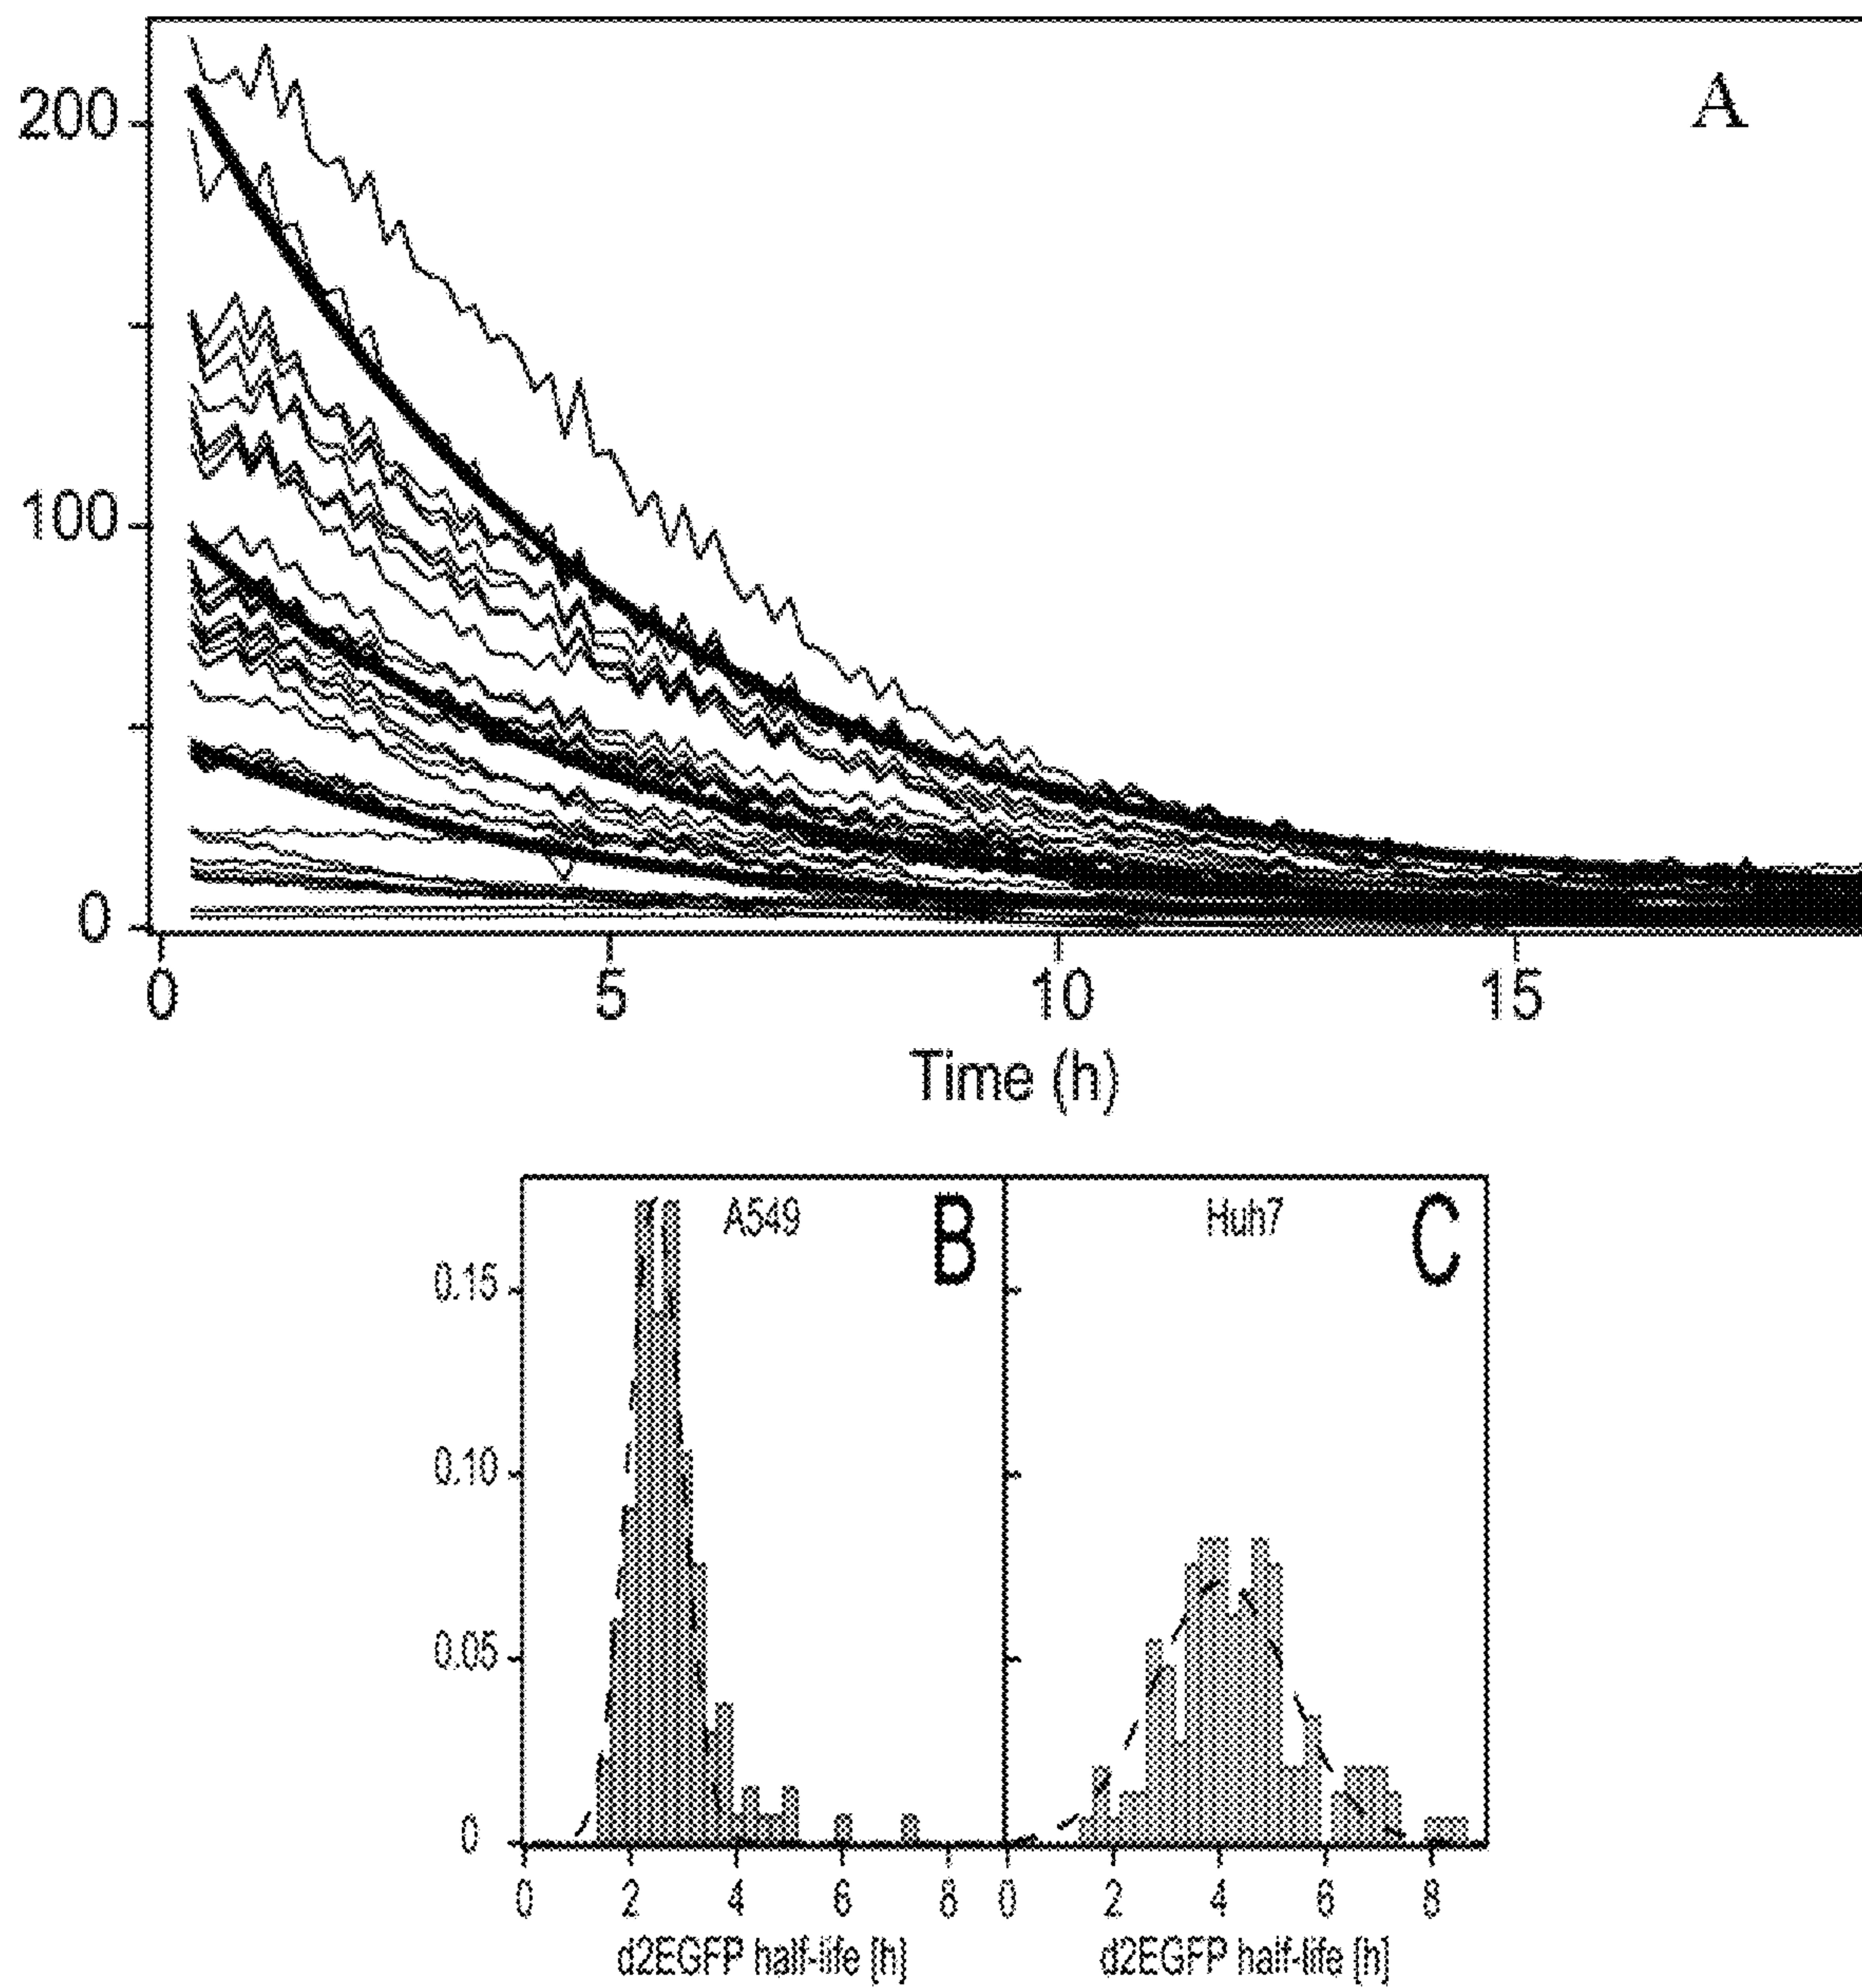 A
200
100
0
0 5 10 15
Time (h)
A549 B Huh7 C
0.15
0.10
0.05
0
0 2 4 6 8 0 2 4 6 8
d2EGFP half-life [h] d2EGFP half-life [h]